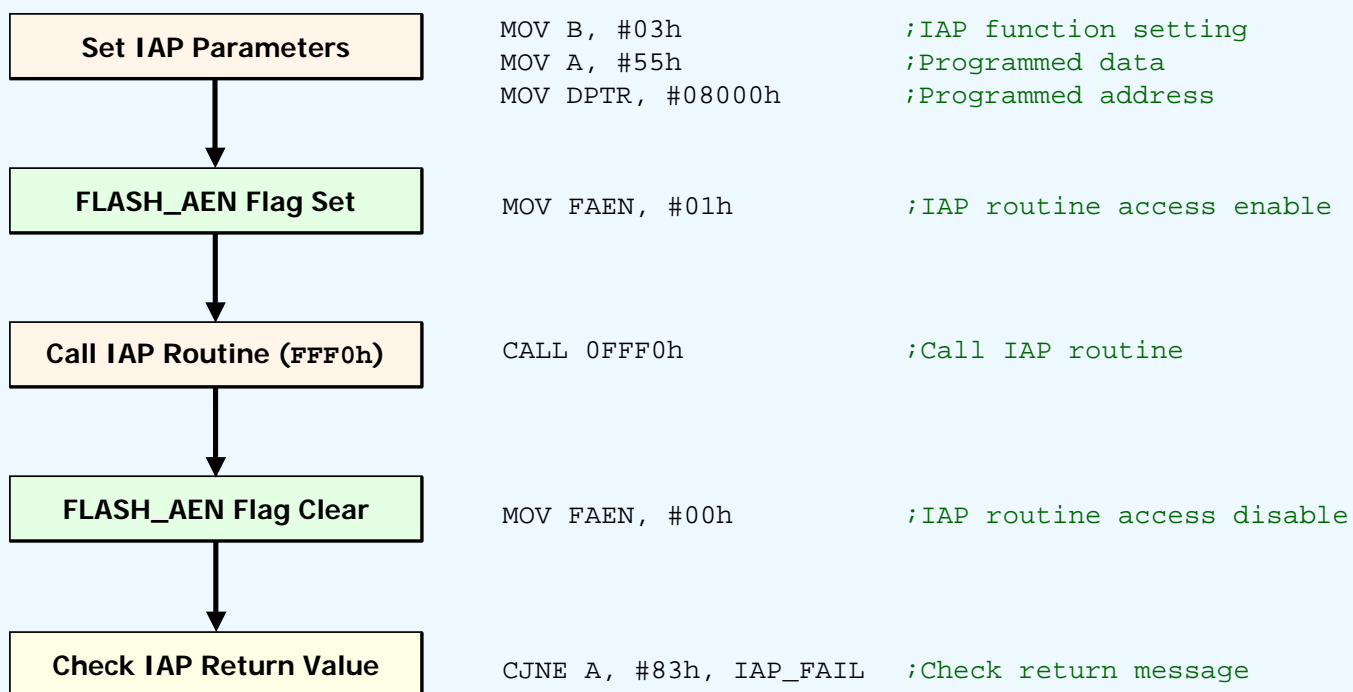 Set IAP Parameters
MOV B, #03h ;IAP function setting
MOV A, #55h ;Programmed data
MOV DPTR, #08000h ;Programmed address
FLASH_AEN Flag Set
MOV FAEN, #01h ;IAP routine access enable
Call IAP Routine (FFF0h)
CALL 0FFF0h ;Call IAP routine
FLASH_AEN Flag Clear
MOV FAEN, #00h ;IAP routine access disable
Check IAP Return Value
CJNE A, #83h, IAP_FAIL ;Check return message